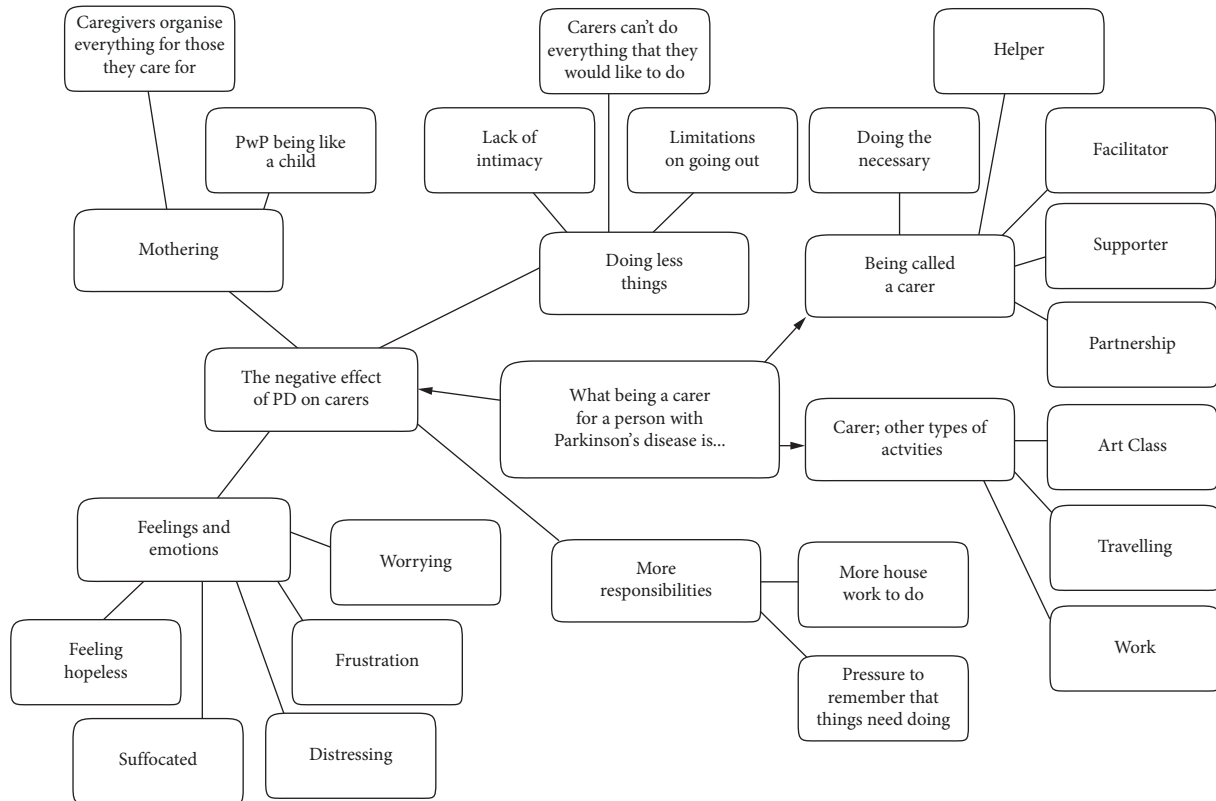 Caregivers organise
everything for those
they care for
Carers can't do
everything that they
would like to do
Helper
PwP being like
a child
Lack of
intimacy
Limitations
on going out
Doing the
necessary
Facilitator
Mothering
Doing less
things
Being called
a carer
Supporter
Partnership
The negative effect
of PD on carers
What being a carer
for a person with
Parkinson's disease is...
Carer; other types of
actvities
Art Class
Feelings and
emotions
Worrying
More
responsibilities
More house
work to do
Travelling
Feeling
hopeless
Frustration
Work
Pressure to
remember that
things need doing
Suffocated
Distressing